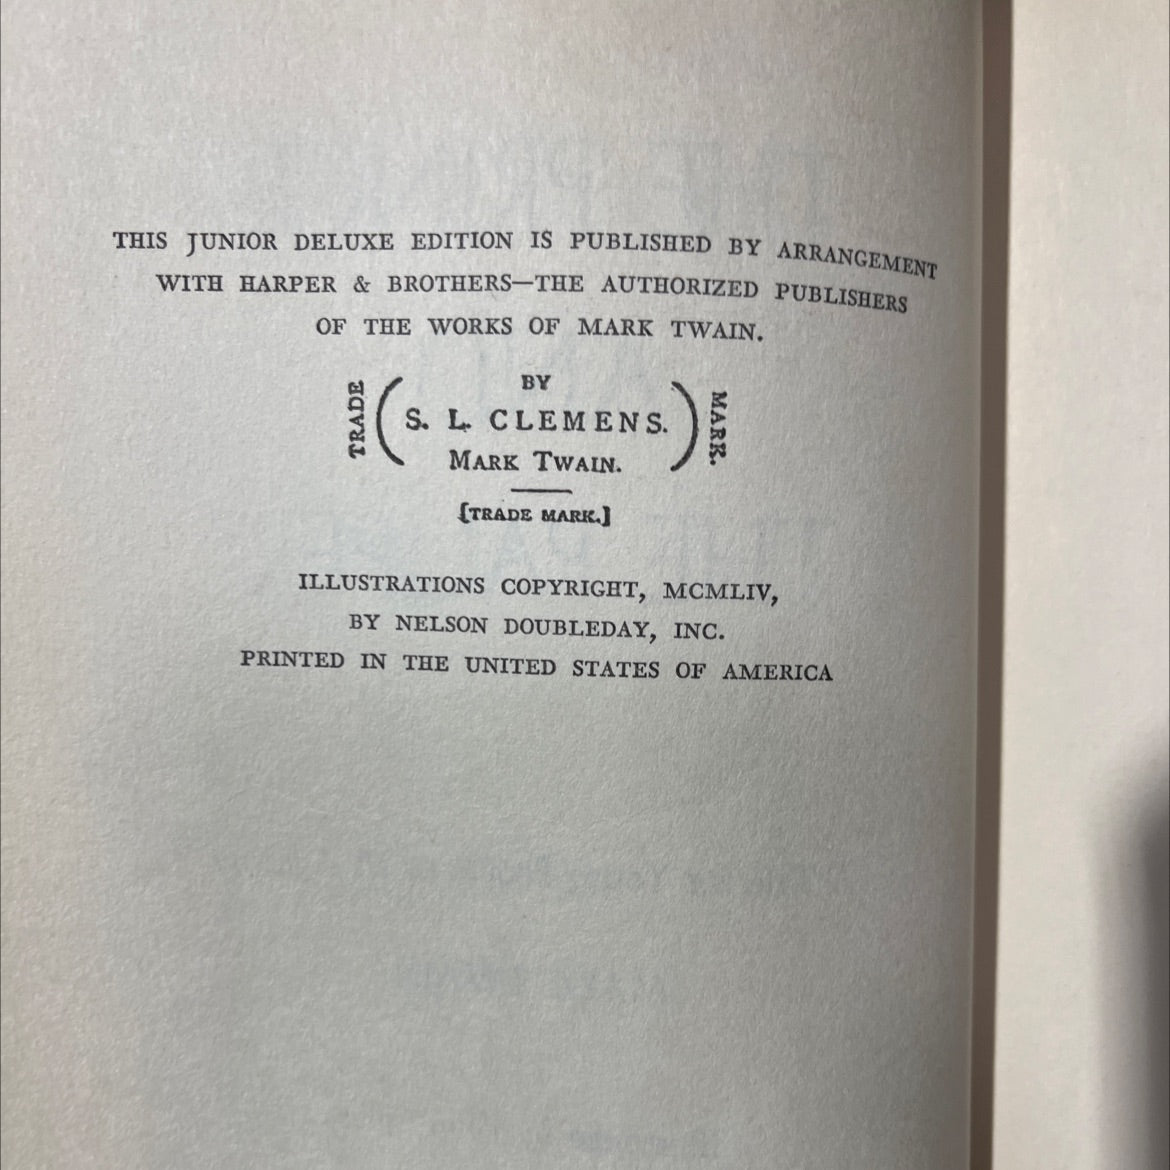 THIS JUNIOR DELUXE EDITION IS PUBLISHED BY ARRANGEMENT
WITH HARPER & BROTHERS—THE AUTHORIZED PUBLISHERS
OF THE WORKS OF MARK TWAIN.
TRADE
BY
S. L. CLEMENS.
MARK TWAIN.
MARK.
[TRADE MARK.]
ILLUSTRATIONS COPYRIGHT, MCMLIV,
BY NELSON DOUBLEDAY, INC.
PRINTED IN THE UNITED STATES OF AMERICA